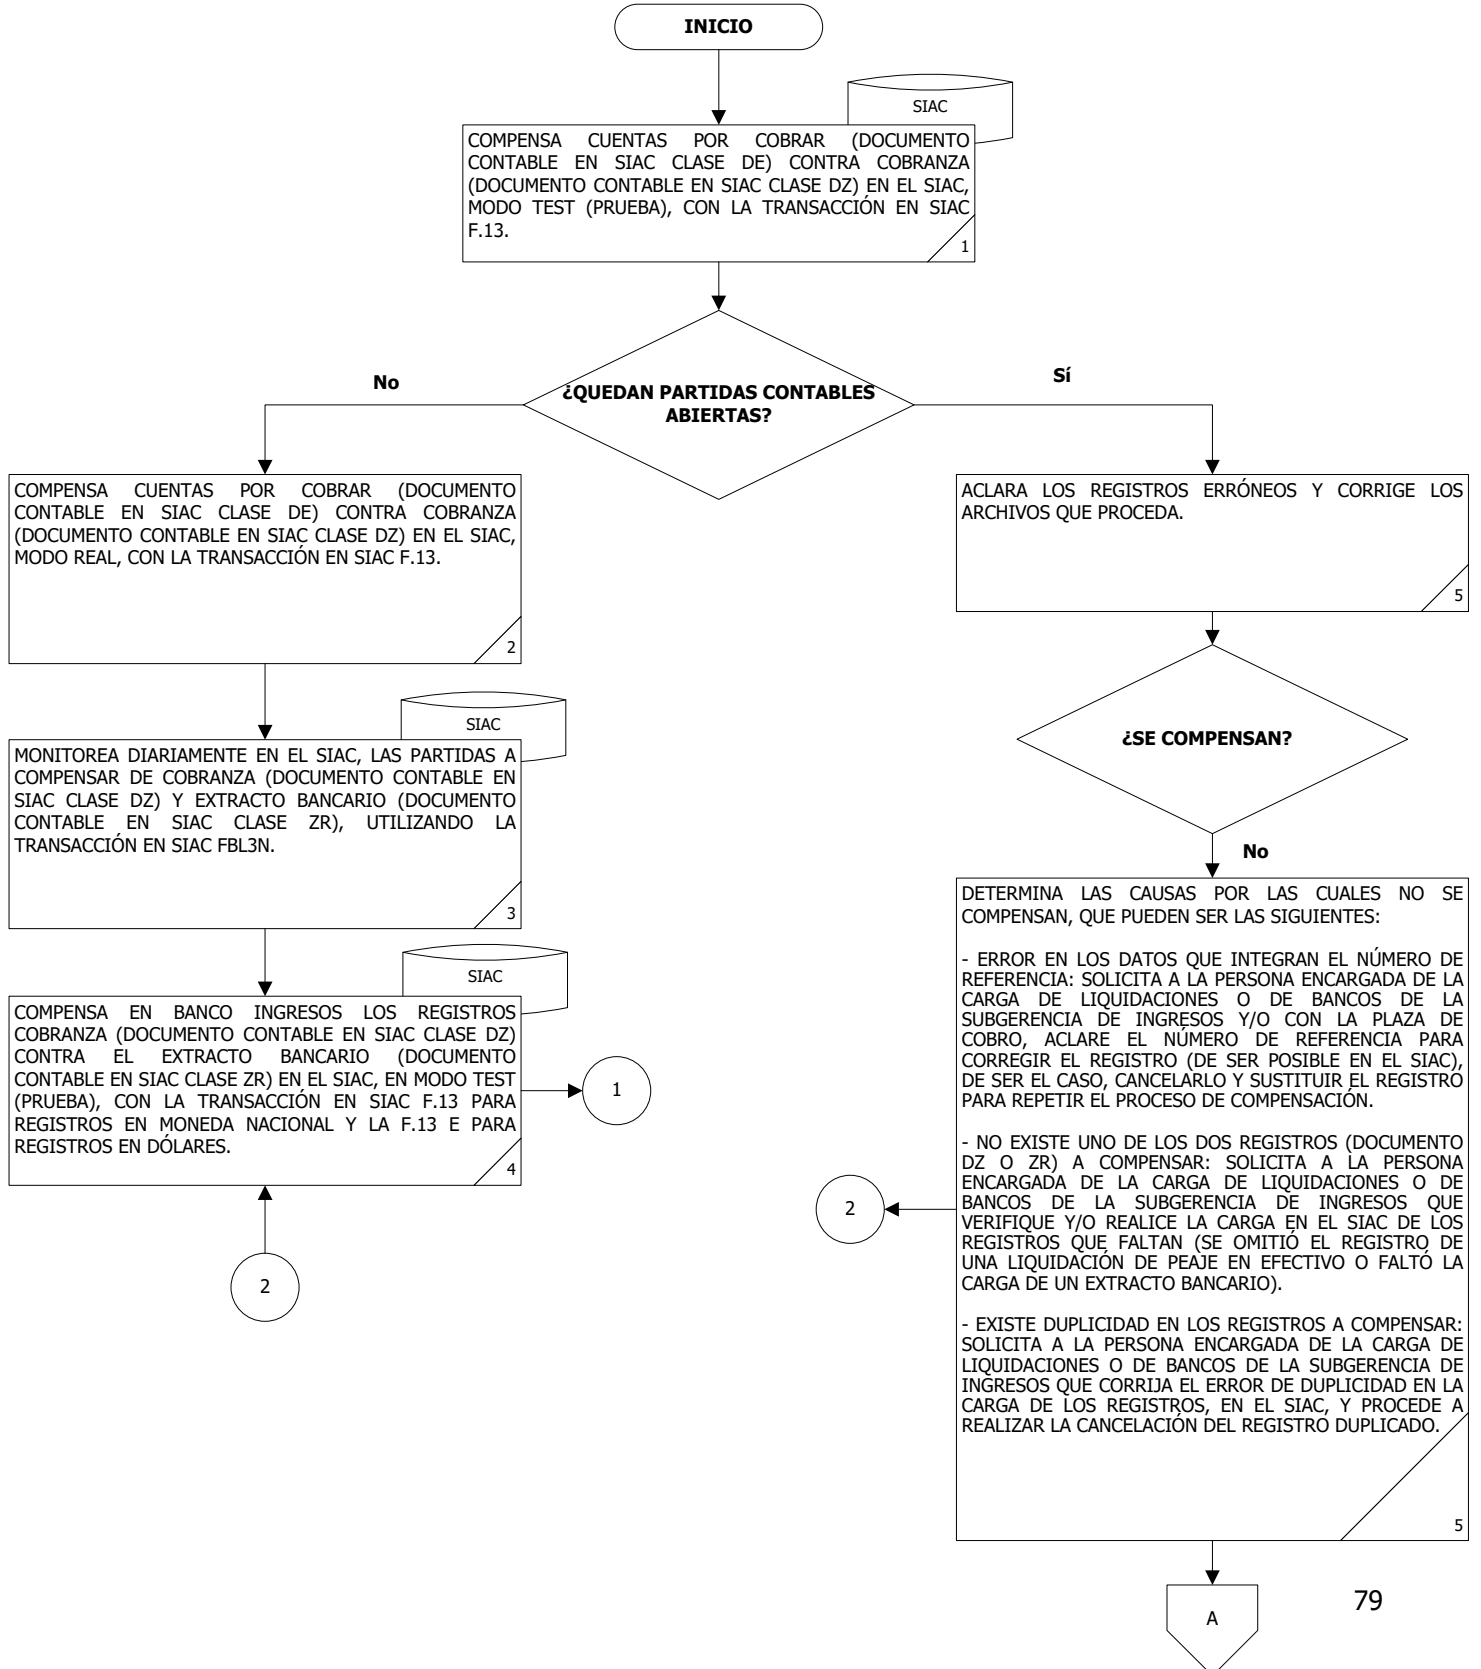 INICIO
SIAC
COMPENSA CUENTAS POR COBRAR (DOCUMENTO
CONTABLE EN SIAC CLASE DE) CONTRA COBRANZA
(DOCUMENTO CONTABLE EN SIAC CLASE DZ) EN EL SIAC,
MODO TEST (PRUEBA), CON LA TRANSACCIÓN EN SIAC
F.13.
1
¿QUEDAN PARTIDAS CONTABLES
ABIERTAS?
No
Sí
COMPENSA CUENTAS POR COBRAR (DOCUMENTO
CONTABLE EN SIAC CLASE DE) CONTRA COBRANZA
(DOCUMENTO CONTABLE EN SIAC CLASE DZ) EN EL SIAC,
MODO REAL, CON LA TRANSACCIÓN EN SIAC F.13.
2
SIAC
MONITOREA DIARIAMENTE EN EL SIAC, LAS PARTIDAS A
COMPENSAR DE COBRANZA (DOCUMENTO CONTABLE EN
SIAC CLASE DZ) Y EXTRACTO BANCARIO (DOCUMENTO
CONTABLE EN SIAC CLASE ZR), UTILIZANDO LA
TRANSACCIÓN EN SIAC FBL3N.
3
SIAC
COMPENSA EN BANCO INGRESOS LOS REGISTROS
COBRANZA (DOCUMENTO CONTABLE EN SIAC CLASE DZ)
CONTRA EL EXTRACTO BANCARIO (DOCUMENTO
CONTABLE EN SIAC CLASE ZR) EN EL SIAC, EN MODO TEST
(PRUEBA), CON LA TRANSACCIÓN EN SIAC F.13 PARA
REGISTROS EN MONEDA NACIONAL Y LA F.13 E PARA
REGISTROS EN DÓLARES.
4
1
2
ACLARA LOS REGISTROS ERRÓNEOS Y CORRIGE LOS
ARCHIVOS QUE PROCEDA.
5
¿SE COMPENSAN?
No
DETERMINA LAS CAUSAS POR LAS CUALES NO SE
COMPENSAN, QUE PUEDEN SER LAS SIGUIENTES:
- ERROR EN LOS DATOS QUE INTEGRAN EL NÚMERO DE
REFERENCIA: SOLICITA A LA PERSONA ENCARGADA DE LA
CARGA DE LIQUIDACIONES O DE BANCOS DE LA
SUBGERENCIA DE INGRESOS Y/O CON LA PLAZA DE
COBRO, ACLARE EL NÚMERO DE REFERENCIA PARA
CORREGIR EL REGISTRO (DE SER POSIBLE EN EL SIAC),
DE SER EL CASO, CANCELARLO Y SUSTITUIR EL REGISTRO
PARA REPETIR EL PROCESO DE COMPENSACIÓN.
- NO EXISTE UNO DE LOS DOS REGISTROS (DOCUMENTO
DZ O ZR) A COMPENSAR: SOLICITA A LA PERSONA
ENCARGADA DE LA CARGA DE LIQUIDACIONES O DE
BANCOS DE LA SUBGERENCIA DE INGRESOS QUE
VERIFIQUE Y/O REALICE LA CARGA EN EL SIAC DE LOS
REGISTROS QUE FALTAN (SE OMITIÓ EL REGISTRO DE
UNA LIQUIDACIÓN DE PEAJE EN EFECTIVO O FALTÓ LA
CARGA DE UN EXTRACTO BANCARIO).
- EXISTE DUPLICIDAD EN LOS REGISTROS A COMPENSAR:
SOLICITA A LA PERSONA ENCARGADA DE LA CARGA DE
LIQUIDACIONES O DE BANCOS DE LA SUBGERENCIA DE
INGRESOS QUE CORRIJA EL ERROR DE DUPLICIDAD EN LA
CARGA DE LOS REGISTROS, EN EL SIAC, Y PROCEDE A
REALIZAR LA CANCELACIÓN DEL REGISTRO DUPLICADO.
5
2
A
79